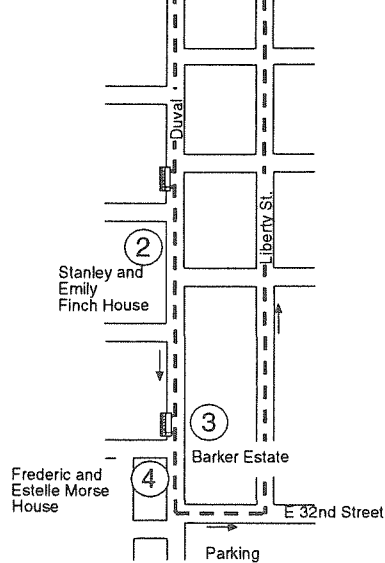 Duval
Liberty St.
2
Stanley and
Emily
Finch House
3
Barker Estate
4
Frederic and
Estelle Morse
House
E 32nd Street
Parking